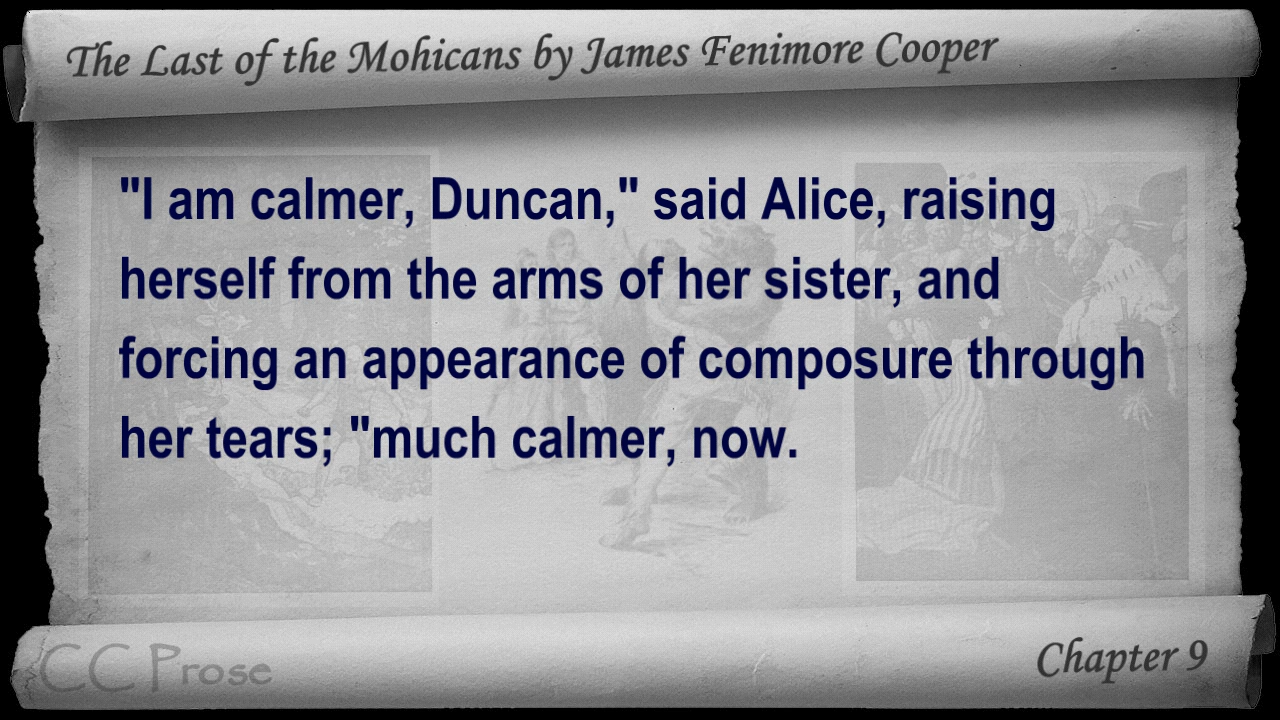 The Last of the Mohicans by James Fenimore Cooper
"I am calmer, Duncan," said Alice, raising
herself from the arms of her sister, and
forcing an appearance of composure through
her tears; "much calmer, now.
CC Prose
Chapter 9